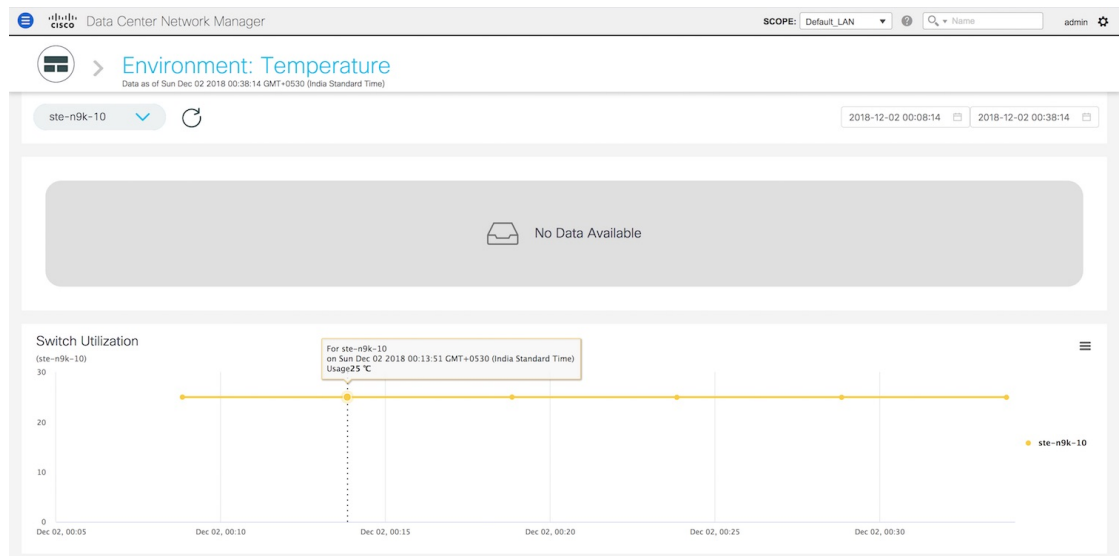 cisco Data Center Network Manager
SCOPE: Default_LAN
Name
admin
Environment: Temperature
Data as of Sun Dec 02 2018 00:38:14 GMT+0530 (India Standard Time)
ste-n9k-10
2018-12-02 00:08:14
2018-12-02 00:38:14
No Data Available
Switch Utilization
(ste-n9k-10)
For ste-n9k-10
on Sun Dec 02 2018 00:13:51 GMT+0530 (India Standard Time)
Usage25 ℃
30
20
10
0
ste-n9k-10
Dec 02, 00:05
Dec 02, 00:10
Dec 02, 00:15
Dec 02, 00:20
Dec 02, 00:25
Dec 02, 00:30